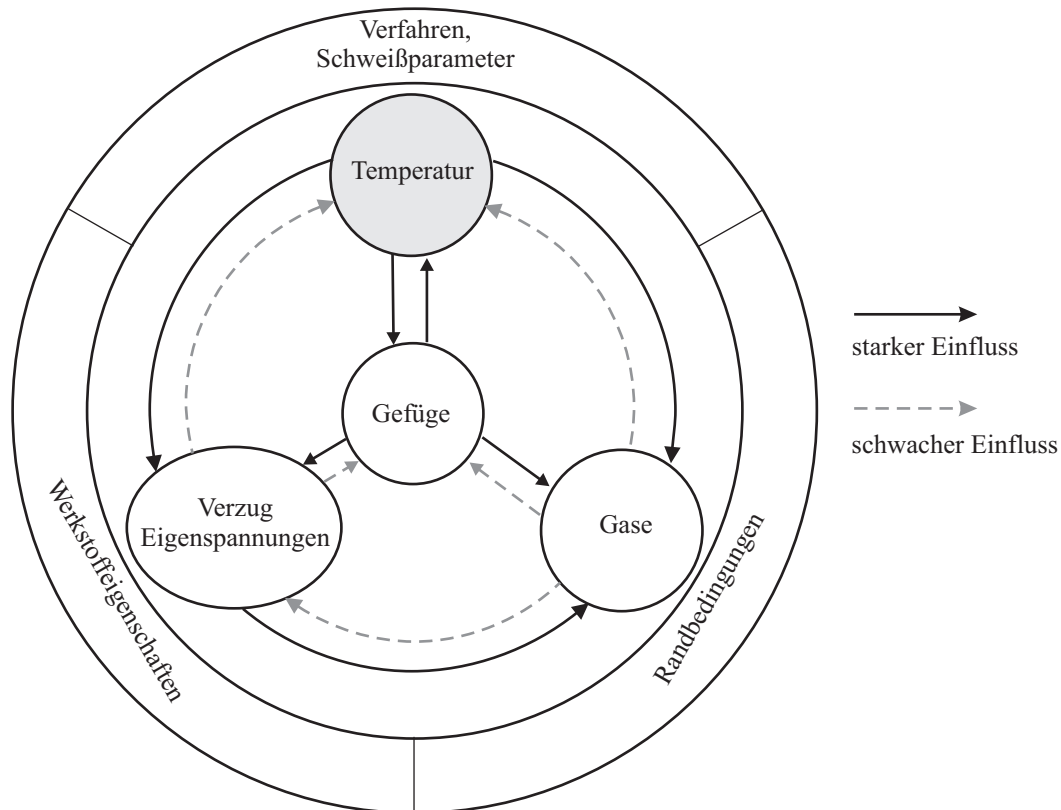 Verfahren,
Schweißparameter
Temperatur
Gefüge
starker Einfluss
schwacher Einfluss
Verzug
Eigenspannungen
Gase
Werkstoffeigenschaften
Randbedingungen